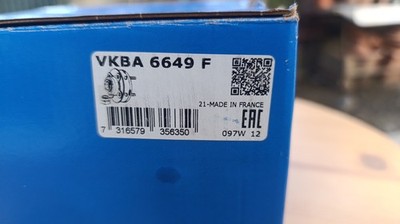 VKBA 6649 F
21-MADE IN FRANCE
EAC
7 316579 356350
097W 12